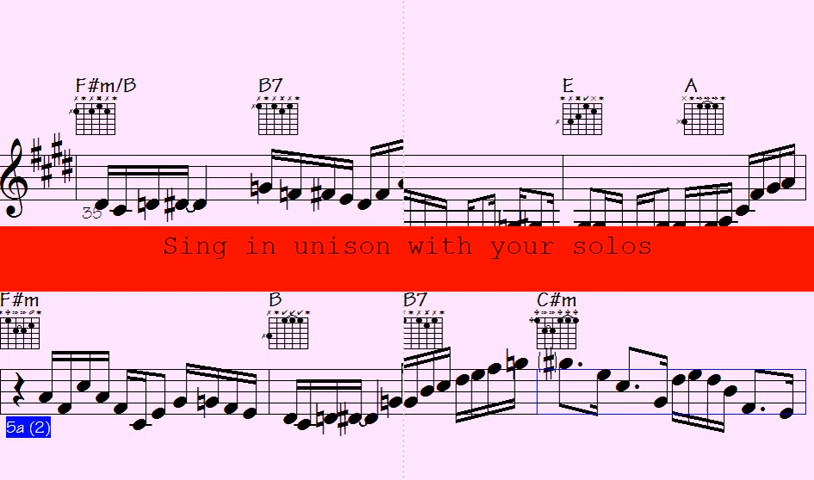 F#m/B B7 E A
35
Sing in unison with your solos
F#m B B7 C#m
5a (2)